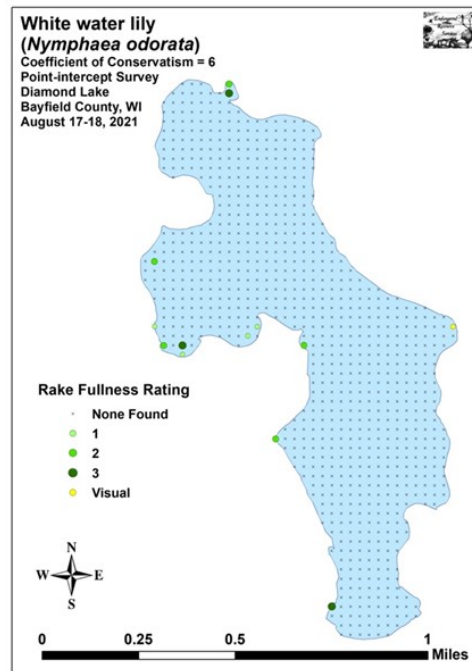 White water lily
(Nymphaea odorata)
Coefficient of Conservatism = 6
Point-intercept Survey
Diamond Lake
Bayfield County, WI
August 17-18, 2021
Rake Fullness Rating
None Found
1
2
3
Visual
N
W E
S
0 0.25 0.5 1
Miles